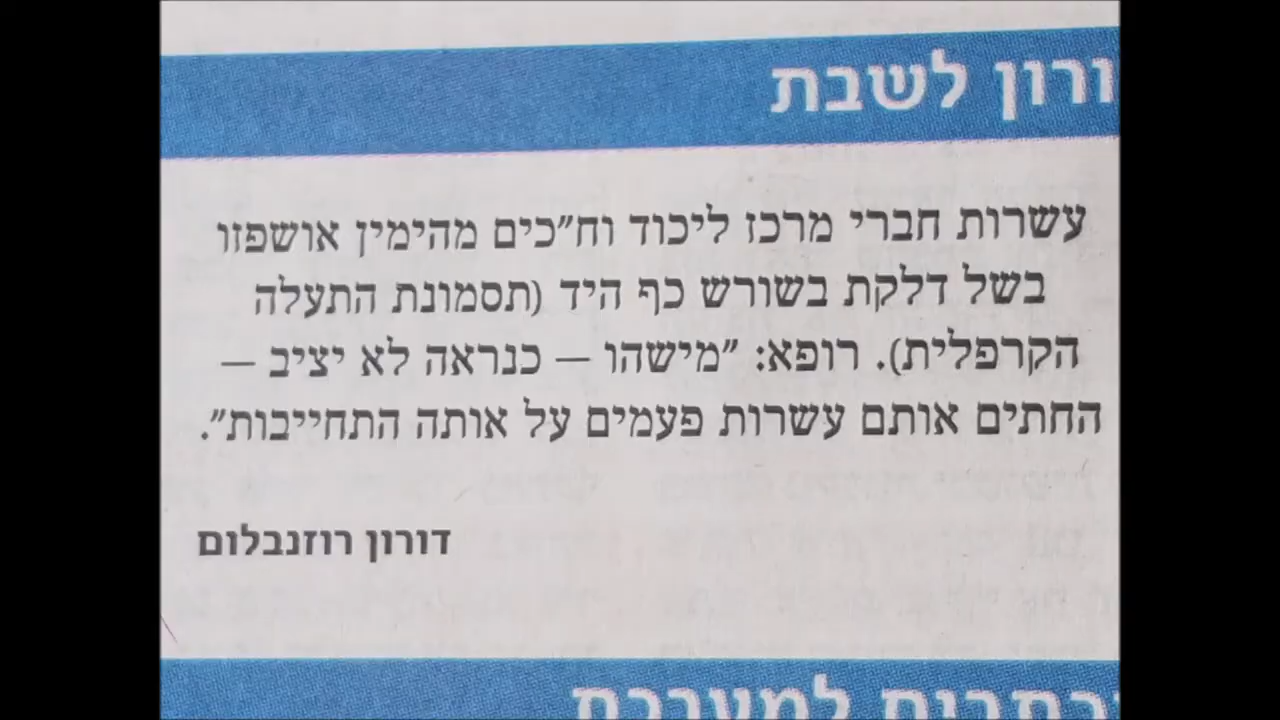 לשבת
עשרות חברי מרכז ליכוד וח״כים מהימין אושפזו
בשל דלקת בשורש כף היד (תסמונת התעלה
הקרפלית). רופא: ״מישהו — כנראה לא יציב —
החתים אותם עשרות פעמים על אותה התחייבות״.
דורון רוזנבלום
למערכת